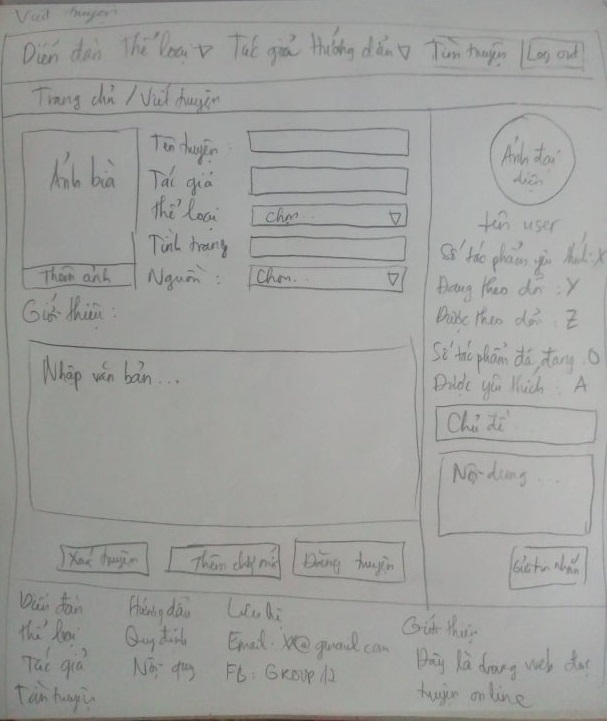 Viết truyện
Diễn đàn Thể loại Tác giả Hướng dẫn Tìm truyện Log out
Trang chủ / Viết truyện
Ảnh bìa
Thêm ảnh
Tên truyện :
Tác giả
Thể loại Chọn...
Tình trạng
Nguồn : Chọn...
Giới thiệu :
Nhập văn bản...
Xoá truyện Thêm chương mới Đăng truyện
Ảnh đại
diện
tên user
Số tác phẩm yêu thích : X
Đang theo dõi : Y
Được theo dõi : Z
Số tác phẩm đã đăng : O
Được yêu thích : A
Chủ đề
Nội dung...
Gửi tin nhắn
Diễn đàn Hướng dẫn Liên hệ
Thể loại Quy định Email: XX@gmail.com
Tác giả Nội quy FB: GROUP 12
Tìm truyện
Giới thiệu
Đây là trang web đọc
truyện online